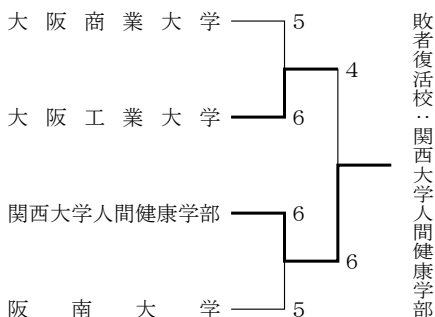 大阪商業大学 5
4
大阪工業大学 6
関西大学人間健康学部 6
6
阪南大学 5
敗者復活校：関西大学人間健康学部